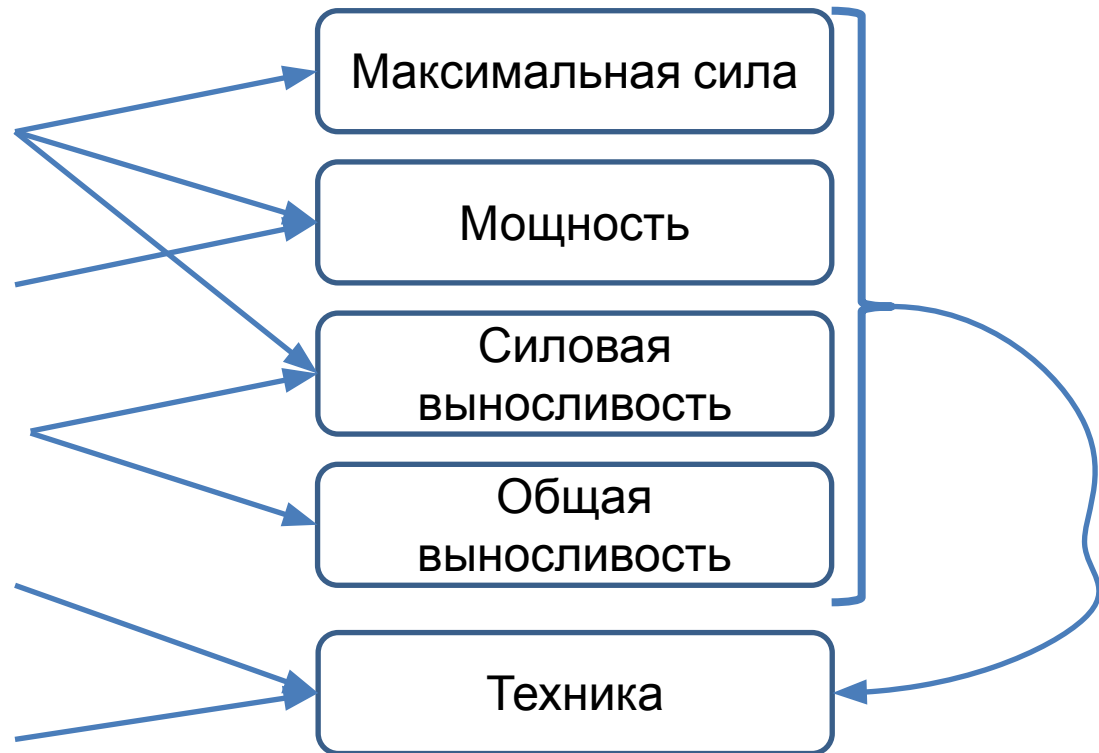 Максимальная сила
Мощность
Силовая
выносливость
Общая
выносливость
Техника